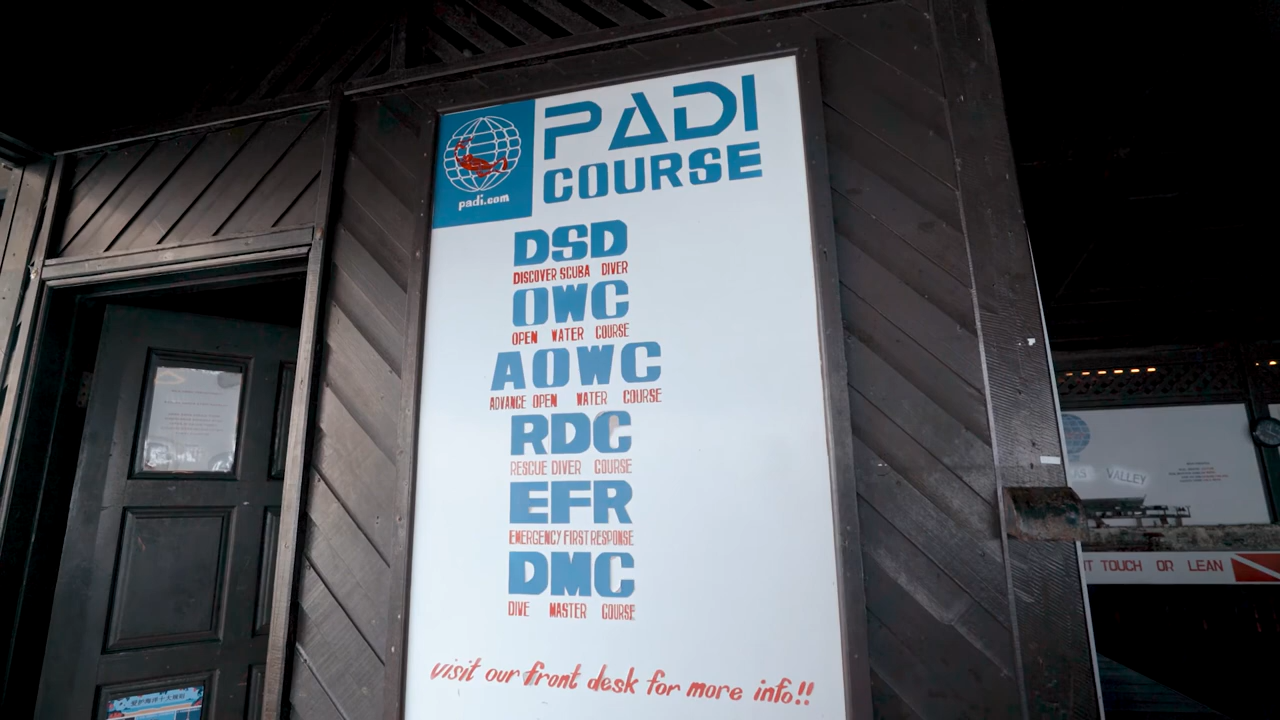 PADI
COURSE
padi.com
DSD
DISCOVER SCUBA DIVER
OWC
OPEN WATER COURSE
AOWC
ADVANCE OPEN WATER COURSE
RDC
RESCUE DIVER COURSE
EFR
EMERGENCY FIRST RESPONSE
DMC
DIVE MASTER COURSE
visit our front desk for more info!!
VALLEY
TOUCH OR LEAN